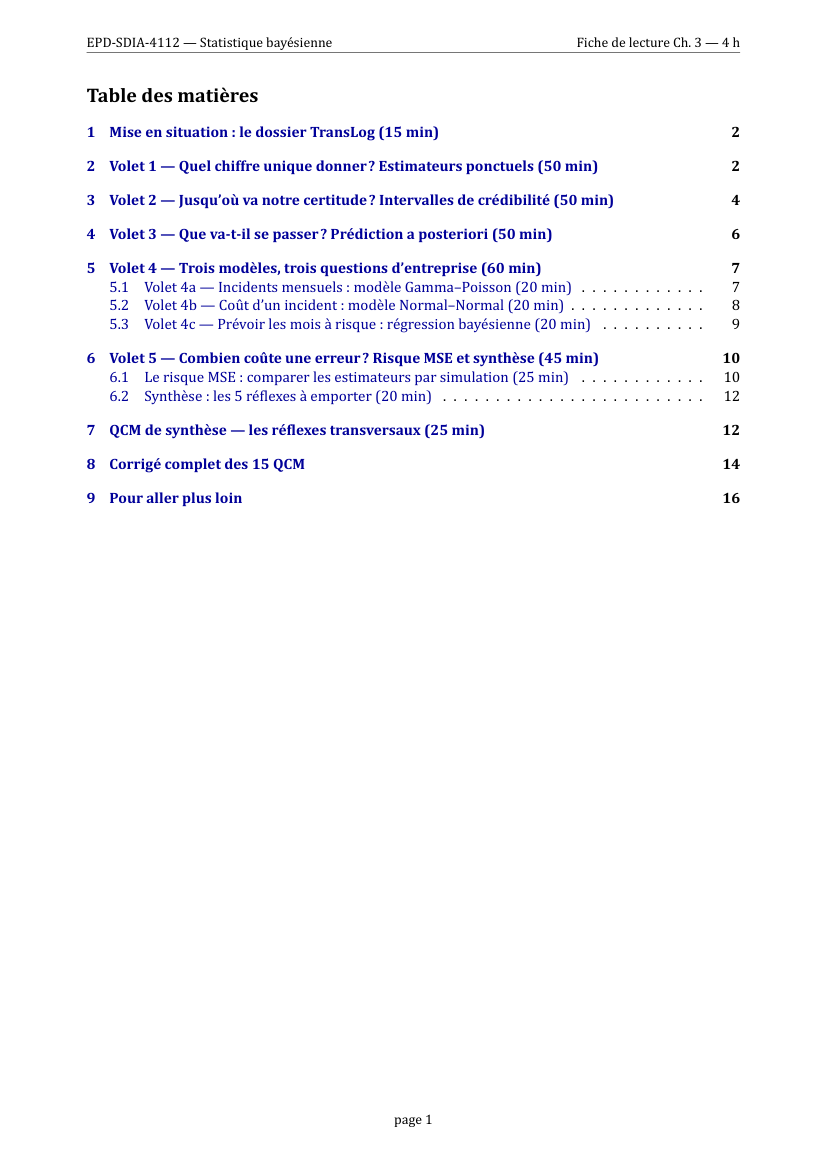 EPD-SDIA-4112 — Statistique bayésienne Fiche de lecture Ch. 3 — 4 h
Table des matières
1 Mise en situation : le dossier TransLog (15 min) 2
2 Volet 1 — Quel chiffre unique donner ? Estimateurs ponctuels (50 min) 2
3 Volet 2 — Jusqu’où va notre certitude ? Intervalles de crédibilité (50 min) 4
4 Volet 3 — Que va-t-il se passer ? Prédiction a posteriori (50 min) 6
5 Volet 4 — Trois modèles, trois questions d’entreprise (60 min) 7
5.1 Volet 4a — Incidents mensuels : modèle Gamma–Poisson (20 min) . . . . . . . . . . . . 7
5.2 Volet 4b — Coût d’un incident : modèle Normal–Normal (20 min) . . . . . . . . . . . . . 8
5.3 Volet 4c — Prévoir les mois à risque : régression bayésienne (20 min) . . . . . . . . . . 9
6 Volet 5 — Combien coûte une erreur ? Risque MSE et synthèse (45 min) 10
6.1 Le risque MSE : comparer les estimateurs par simulation (25 min) . . . . . . . . . . . . 10
6.2 Synthèse : les 5 réflexes à emporter (20 min) . . . . . . . . . . . . . . . . . . . . . . . . . 12
7 QCM de synthèse — les réflexes transversaux (25 min) 12
8 Corrigé complet des 15 QCM 14
9 Pour aller plus loin 16
page 1